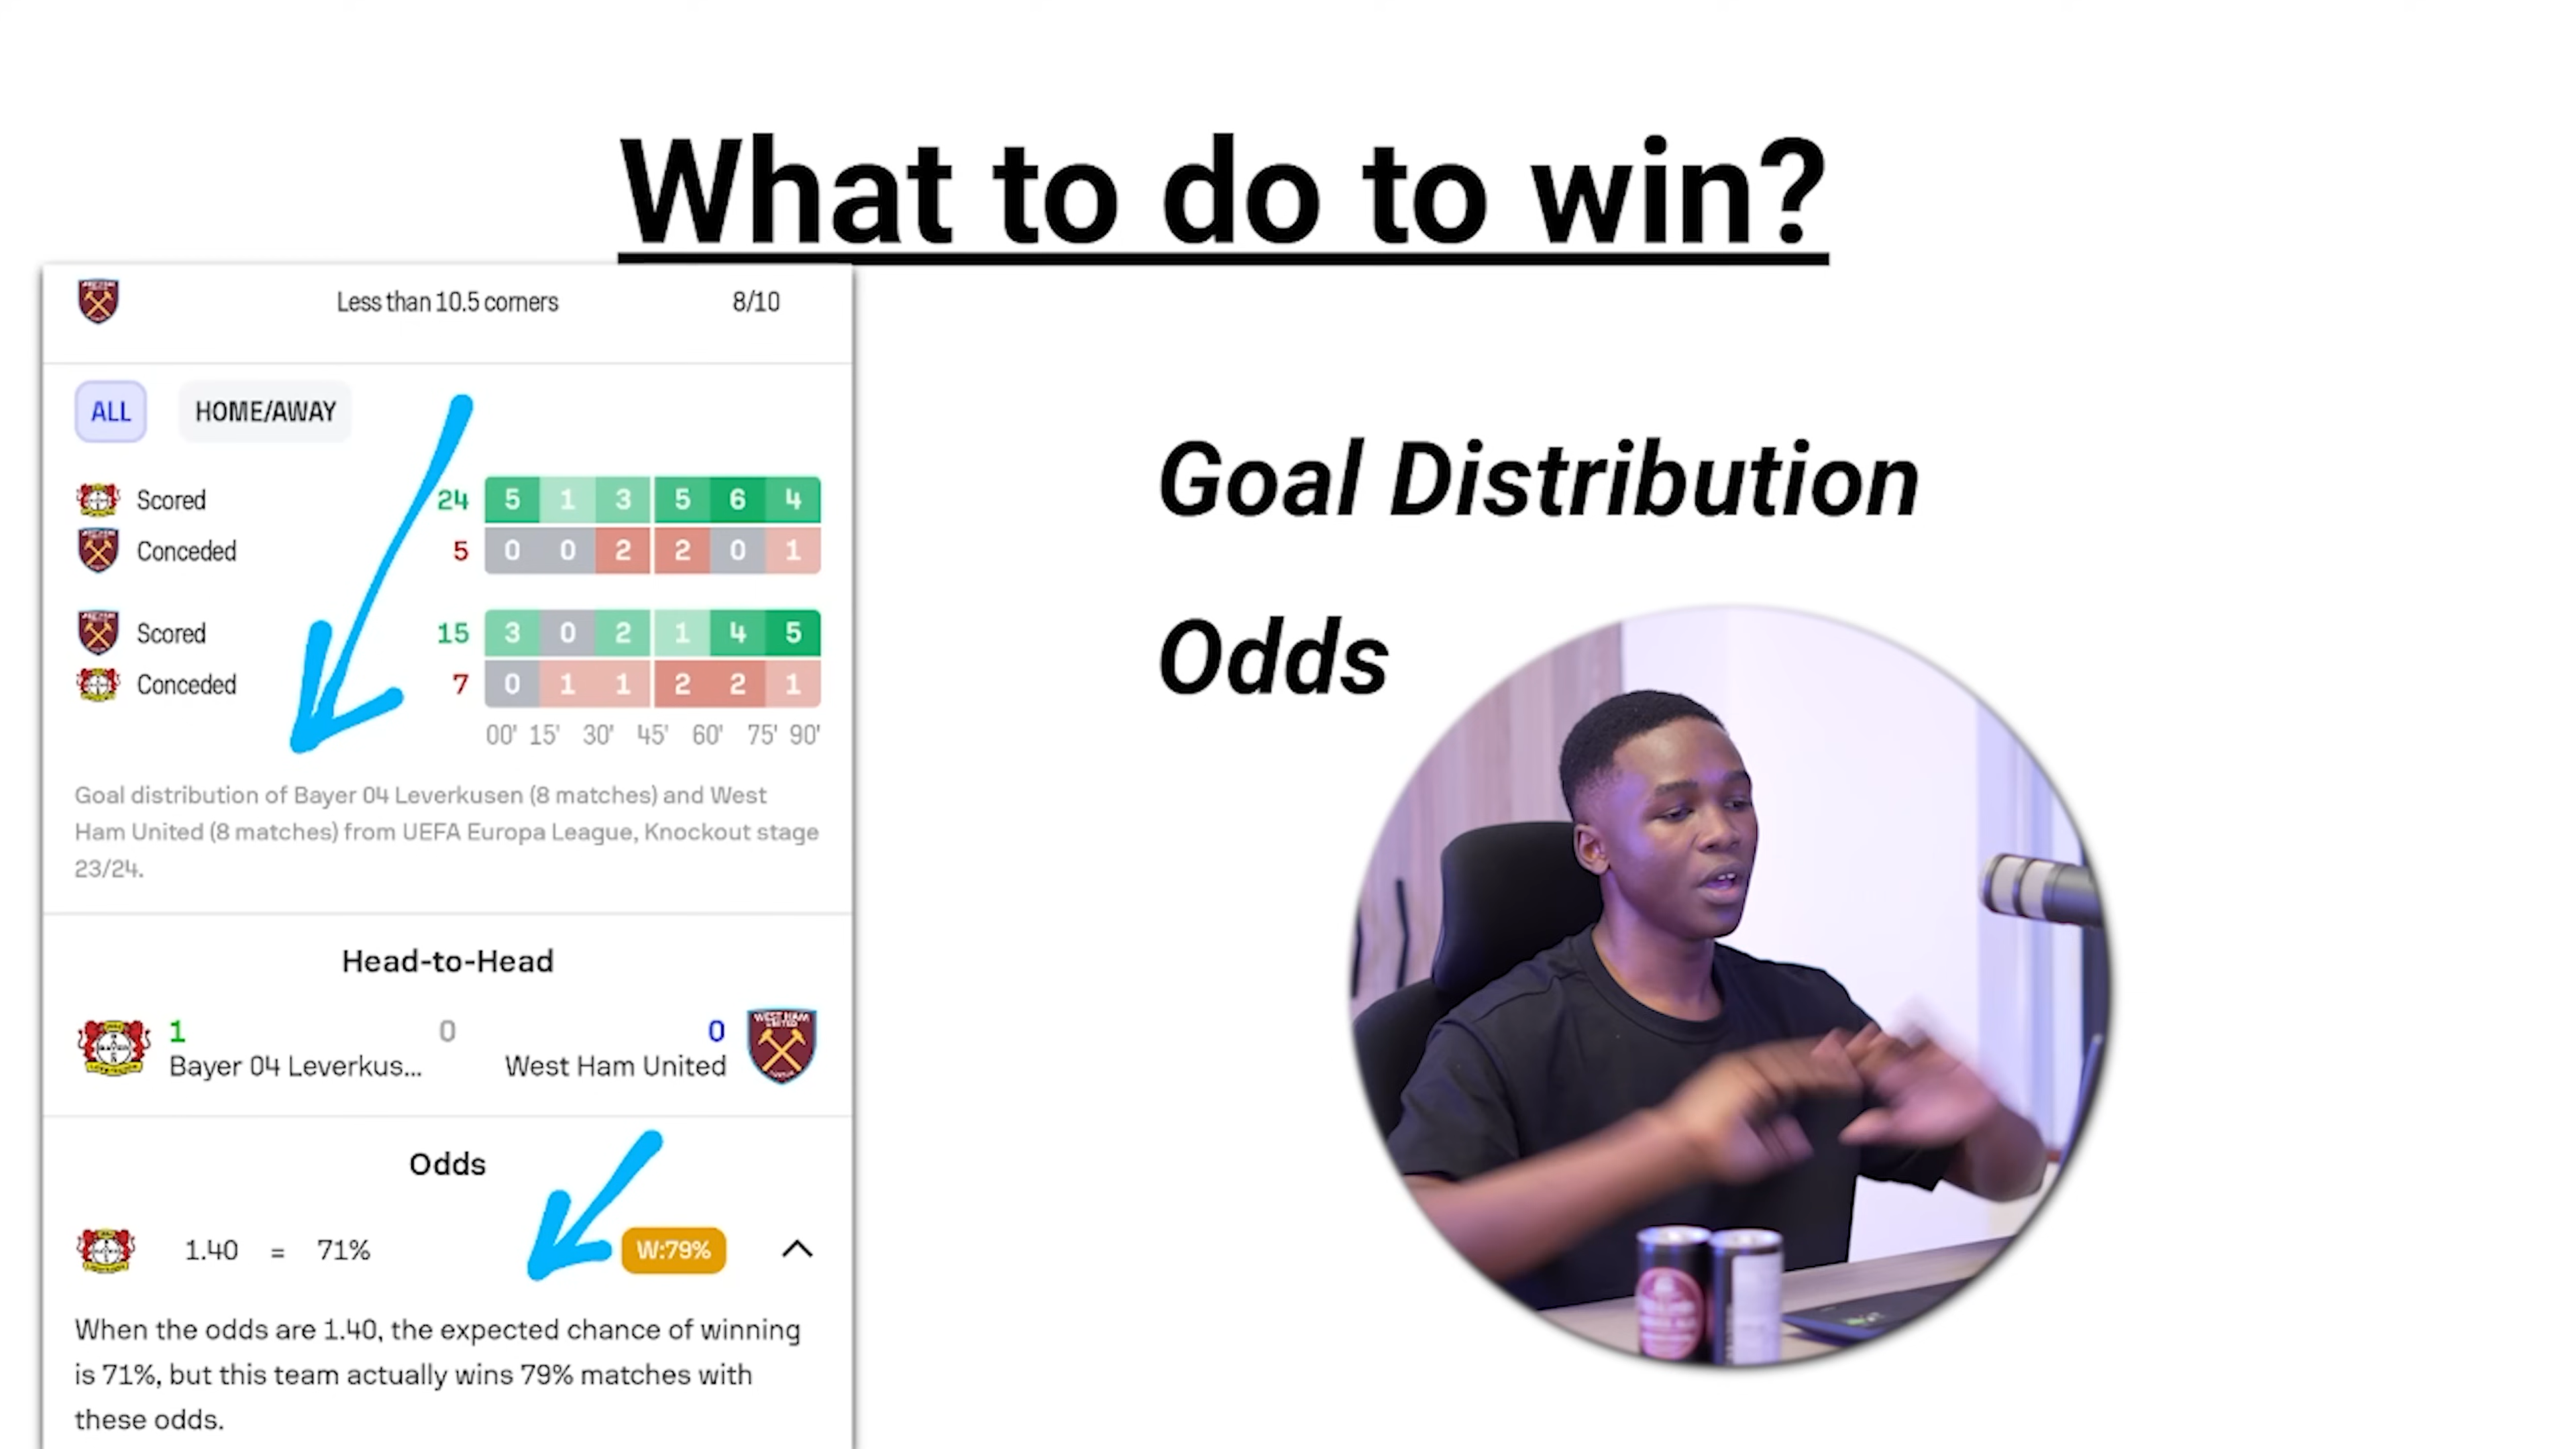 What to do to win?
Less than 10.5 corners 8/10
ALL HOME/AWAY
Scored 24 5 1 3 5 6 4
Conceded 5 0 0 2 2 0 1
Scored 15 3 0 2 1 4 5
Conceded 7 0 1 1 2 2 1
00' 15' 30' 45' 60' 75' 90'
Goal distribution of Bayer 04 Leverkusen (8 matches) and West
Ham United (8 matches) from UEFA Europa League, Knockout stage
23/24.
Head-to-Head
1 0 0
Bayer 04 Leverkus... West Ham United
WEST HAM
UNITED
Odds
1.40 = 71% W:79%
When the odds are 1.40, the expected chance of winning
is 71%, but this team actually wins 79% matches with
these odds.
Goal Distribution
Odds